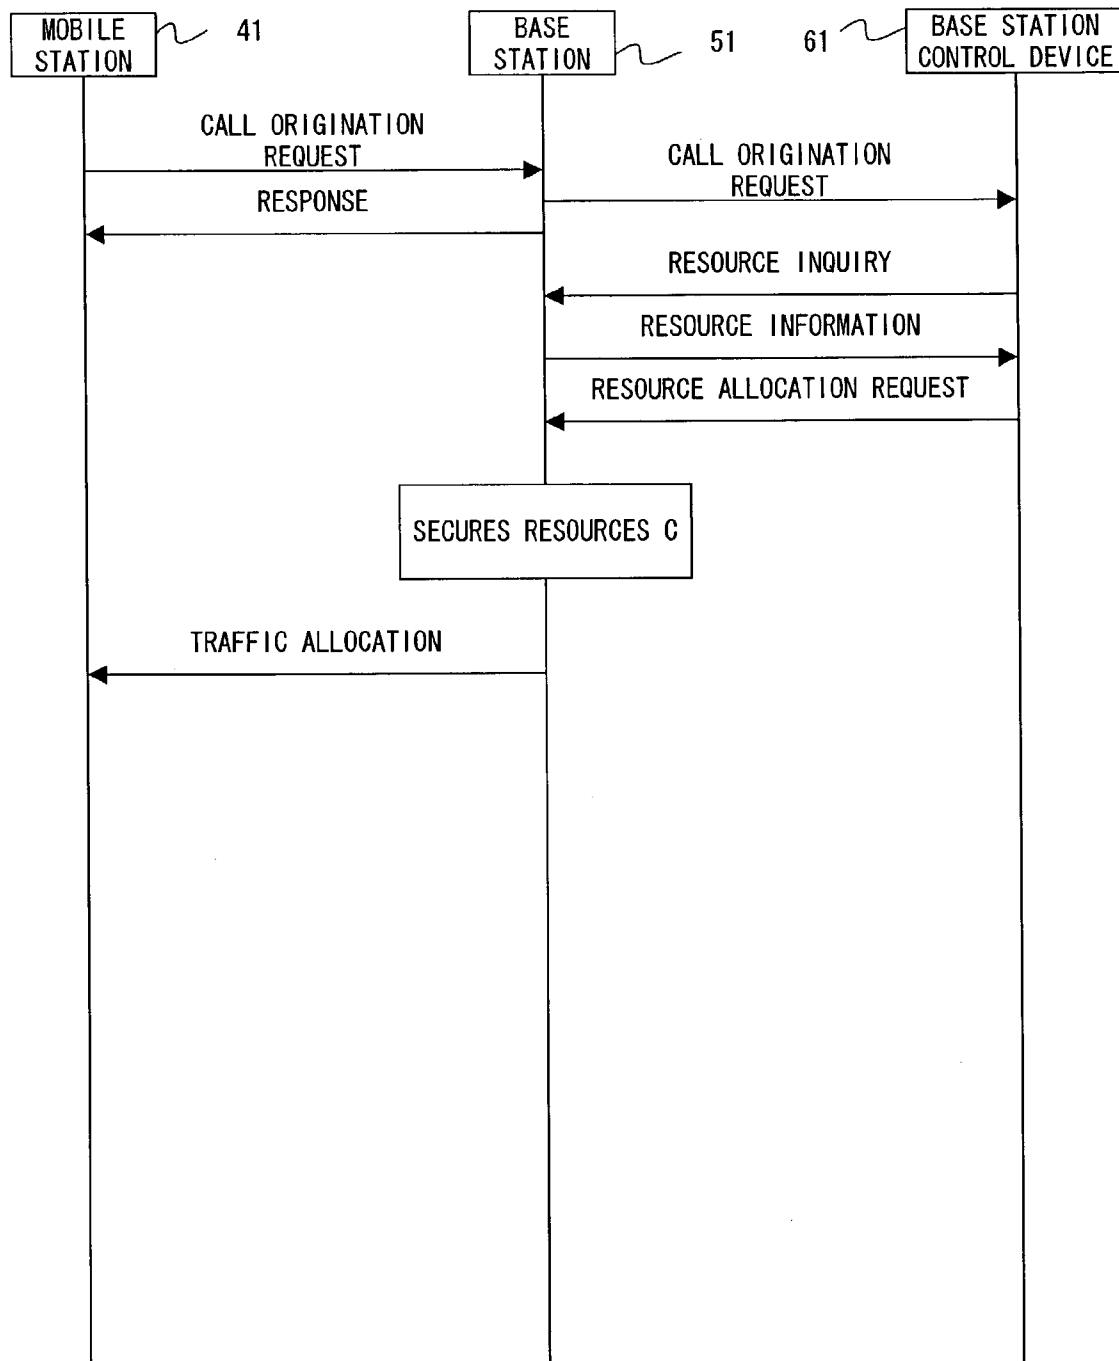 MOBILE
STATION
41
BASE
STATION
51
61
BASE STATION
CONTROL DEVICE
CALL ORIGINATION
REQUEST
CALL ORIGINATION
REQUEST
RESPONSE
RESOURCE INQUIRY
RESOURCE INFORMATION
RESOURCE ALLOCATION REQUEST
SECURES RESOURCES C
TRAFFIC ALLOCATION